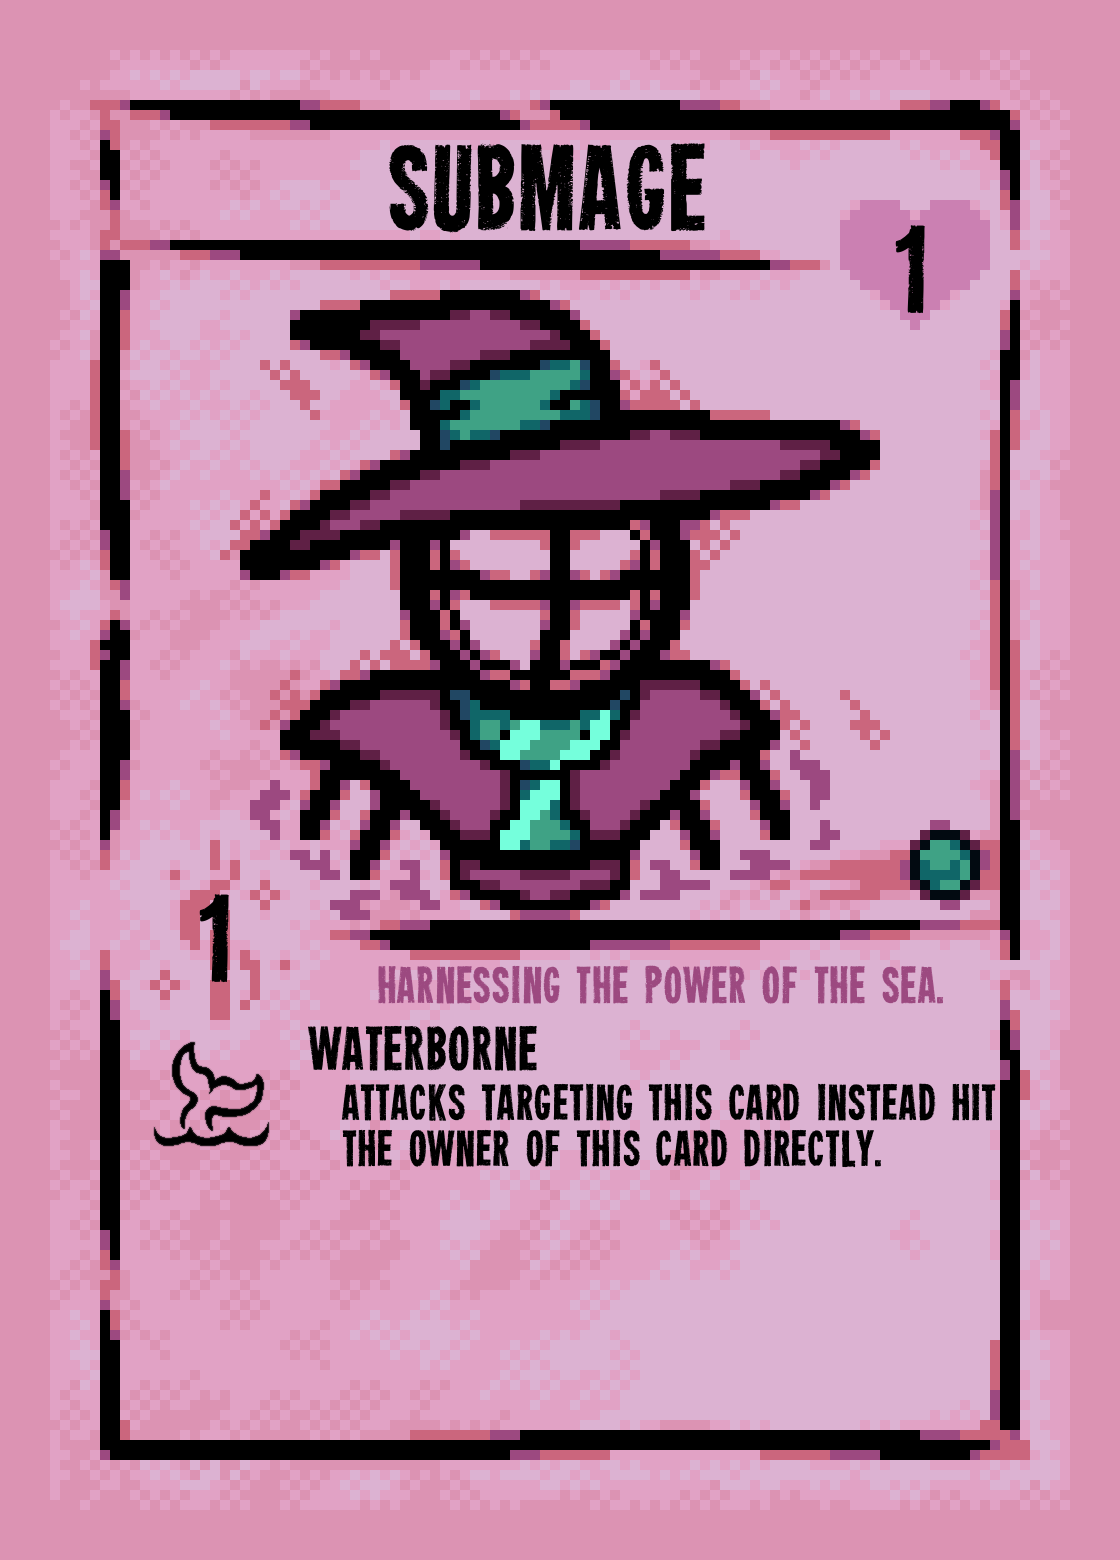 SUBMAGE
1
1
HARNESSING THE POWER OF THE SEA.
WATERBORNE
ATTACKS TARGETING THIS CARD INSTEAD HIT
THE OWNER OF THIS CARD DIRECTLY.